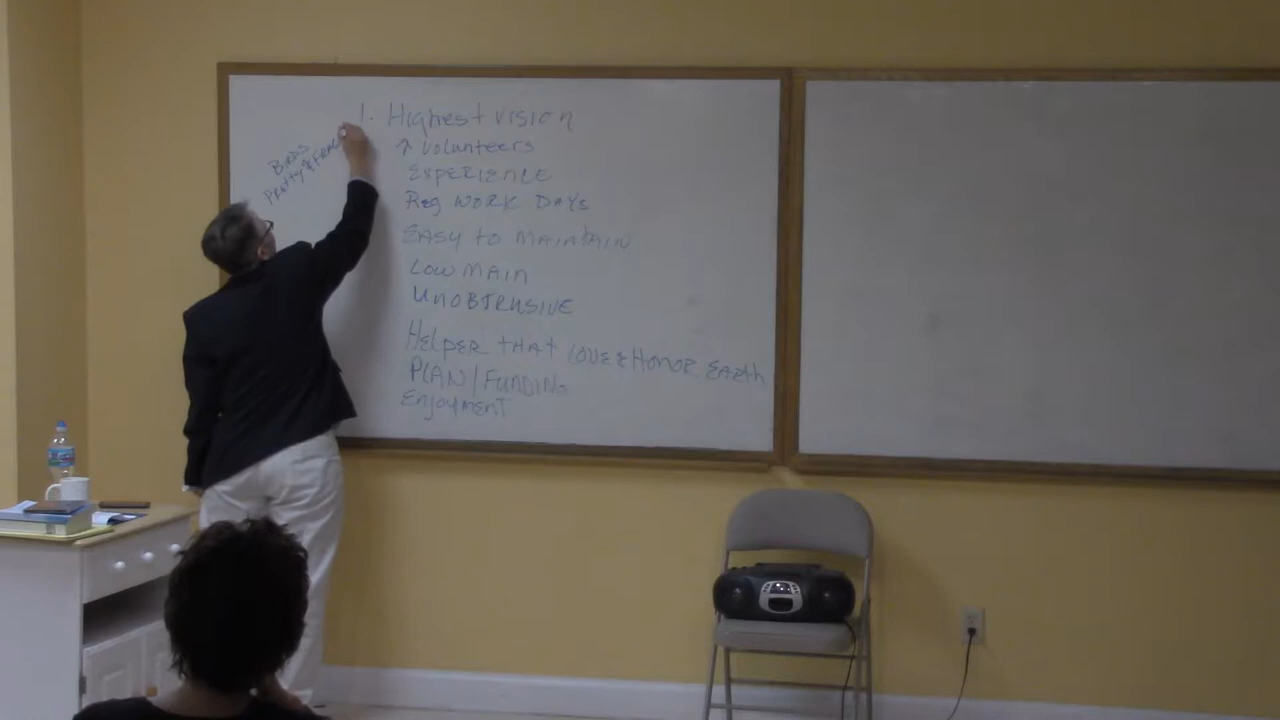 1. Highest vision
↗ Volunteers
BIRDS
Pretty & FRAG
EXPERIENCE
Reg WORK DAYS
EASY to MAINTAIN
LOW MAIN
UNOBTRUSIVE
HELPER THAT LOVE & HONOR EARTH
PLAN/FUNDING
ENJOYMENT